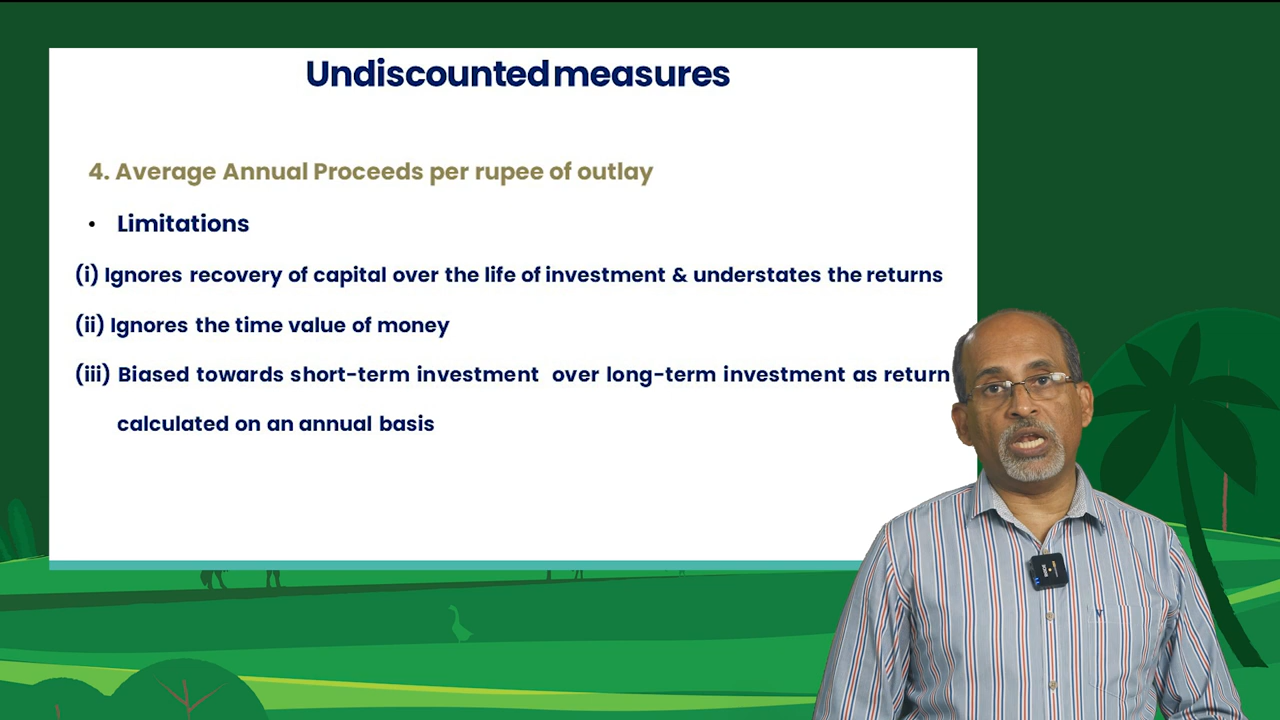 Undiscounted measures
4. Average Annual Proceeds per rupee of outlay
• Limitations
(i) Ignores recovery of capital over the life of investment & understates the returns
(ii) Ignores the time value of money
(iii) Biased towards short-term investment over long-term investment as return
calculated on an annual basis